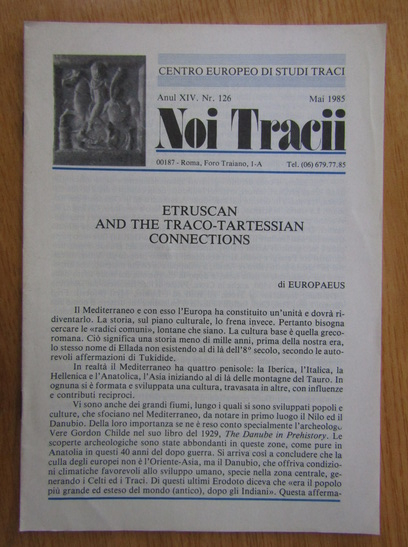 CENTRO EUROPEO DI STUDI TRACI
Anul XIV. Nr. 126 Mai 1985
Noi Tracii
00187 - Roma, Foro Traiano, 1-A Tel. (06) 679.77.85
ETRUSCAN
AND THE TRACO-TARTESSIAN
CONNECTIONS
di EUROPAEUS
Il Mediterraneo e con esso l'Europa ha constituito un'unità e dovrà ri-
diventarlo. La storia, sul piano culturale, lo frena invece. Pertanto bisogna
cercare le «radici comuni», lontane che siano. La cultura base è quella greco-
romana. Ciò significa una storia meno di mille anni, prima della nostra era,
lo stesso nome di Ellada non esistendo al di là dell'8° secolo, secondo le auto-
revoli affermazioni di Tukidide.
In realtà il Mediterraneo ha quattro penisole: la Iberica, l'Italica, la
Hellenica e l'Anatolica, l'Asia iniziando al di là delle montagne del Tauro. In
ognuna si è formata e sviluppata una cultura, travasata in altre, con influenze
e contributi reciproci.
Vi sono anche dei grandi fiumi, lungo i quali si sono sviluppati popoli e
culture, che sfociano nel Mediterraneo, da notare in primo luogo il Nilo ed il
Danubio. Della loro importanza se ne è reso conto specialmente l'archeologo
Vere Gordon Childe nel suo libro del 1929, The Danube in Prehistory. Le
scoperte archeologiche sono state abbondanti in queste zone, come pure in
Anatolia in questi 40 anni del dopo guerra. Si arriva così a concludere che la
culla degli europei non è l'Oriente-Asia, ma il Danubio, che offriva condizio-
ni climatiche favorevoli allo sviluppo umano, specie nella zona centrale, ge-
nerando i Celti ed i Traci. Di questi ultimi Erodoto diceva che «era il popolo
più grande ed esteso del mondo (antico), dopo gli Indiani». Questa afferma-